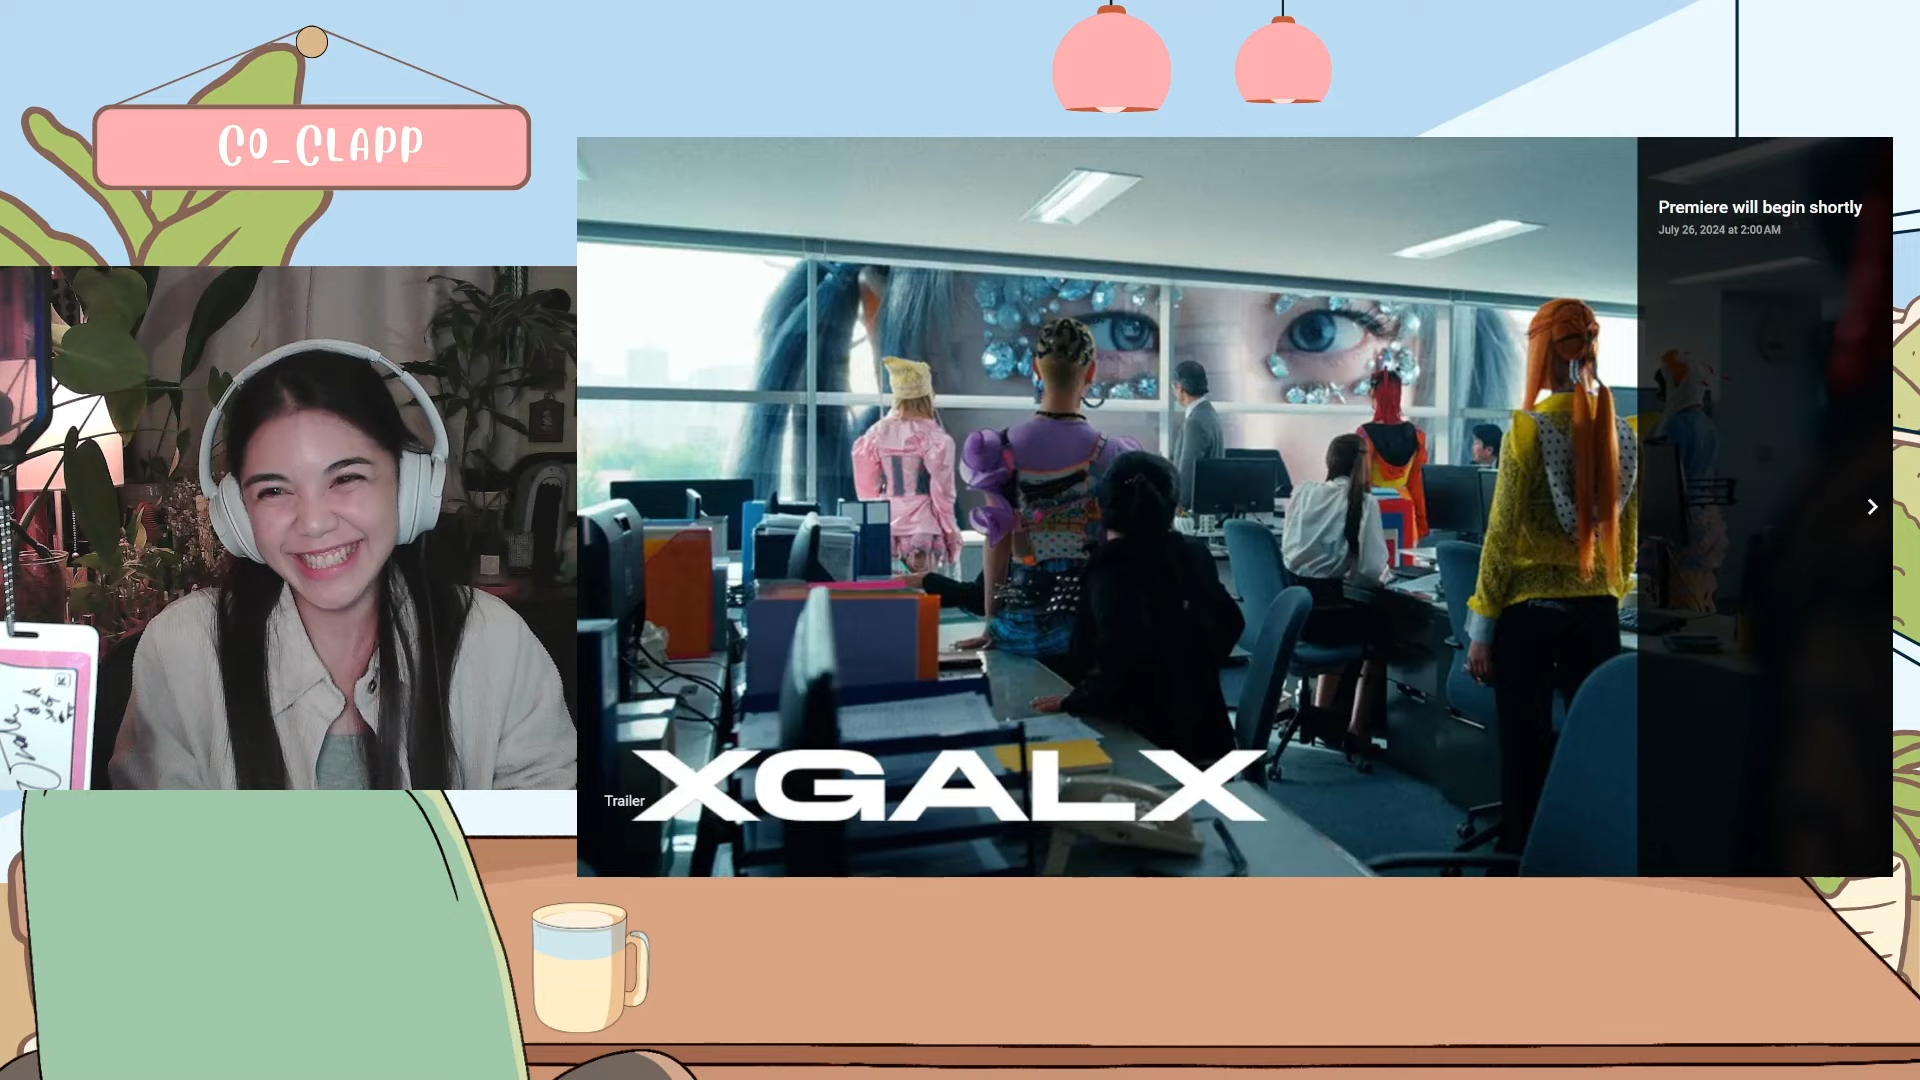 Co_Clapp
Premiere will begin shortly
July 26, 2024 at 2:00 AM
Trailer
XGALX